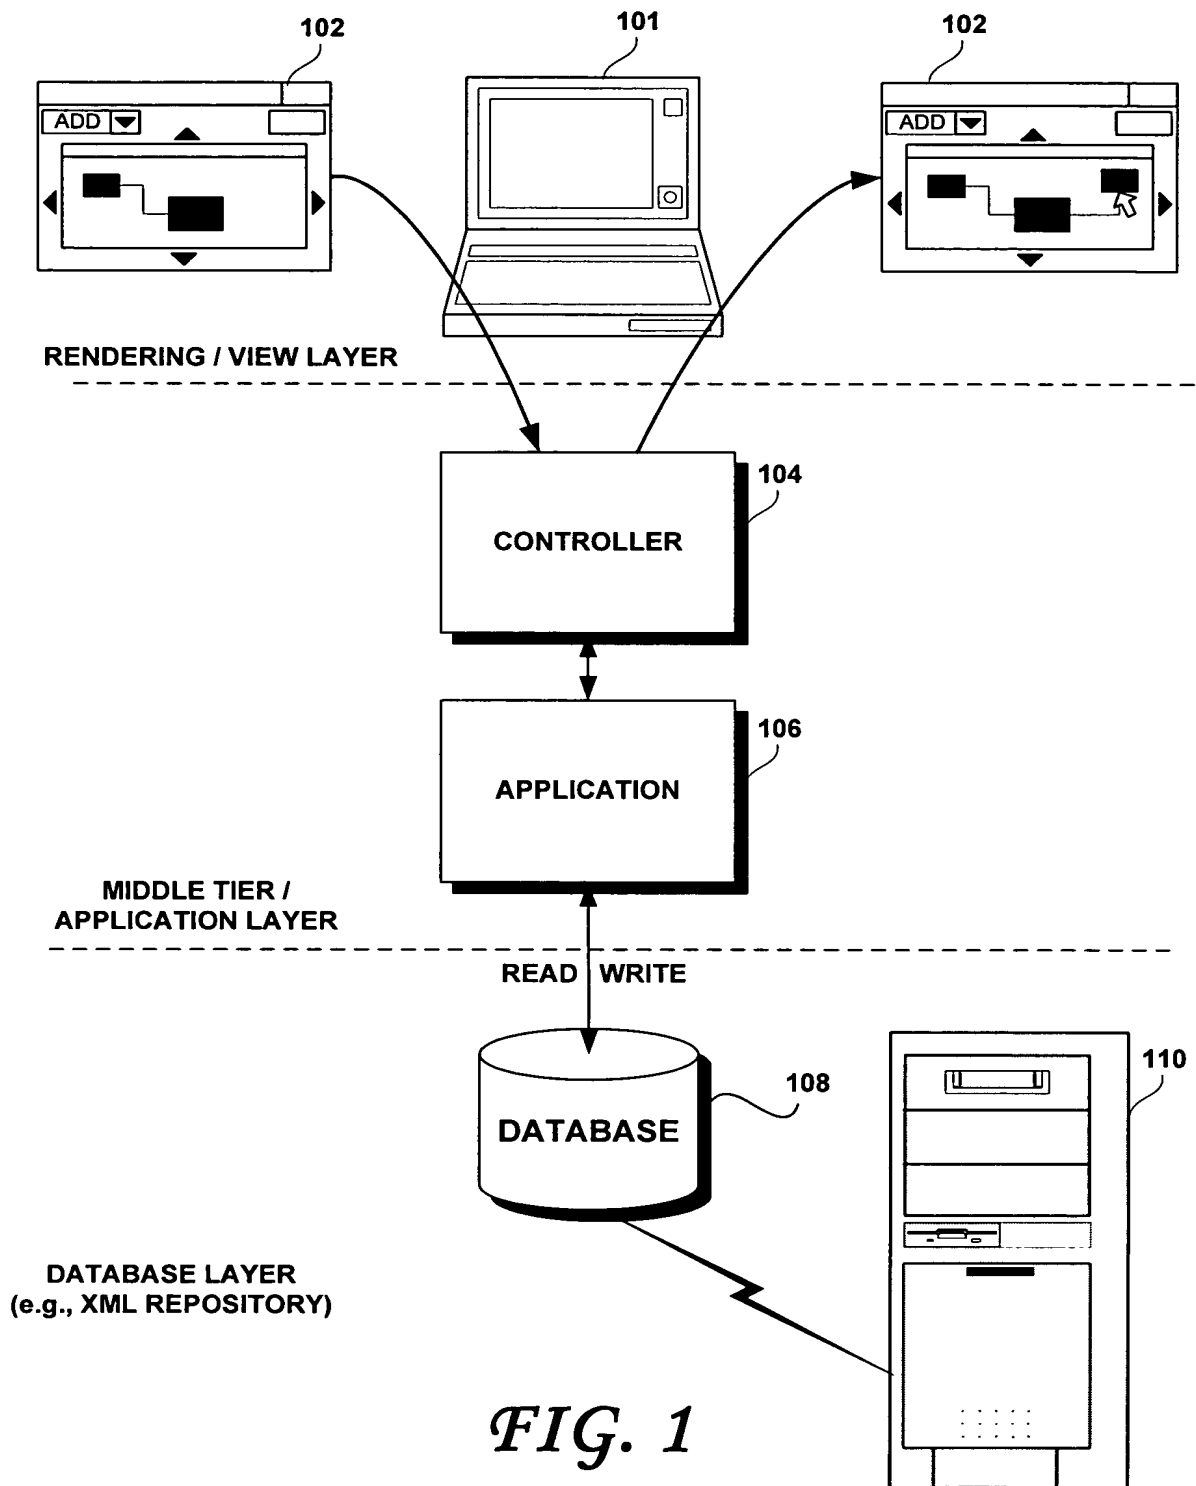 102
101
102
ADD
ADD
RENDERING / VIEW LAYER
104
CONTROLLER
106
APPLICATION
MIDDLE TIER /
APPLICATION LAYER
READ WRITE
110
108
DATABASE
DATABASE LAYER
(e.g., XML REPOSITORY)
FIG. 1